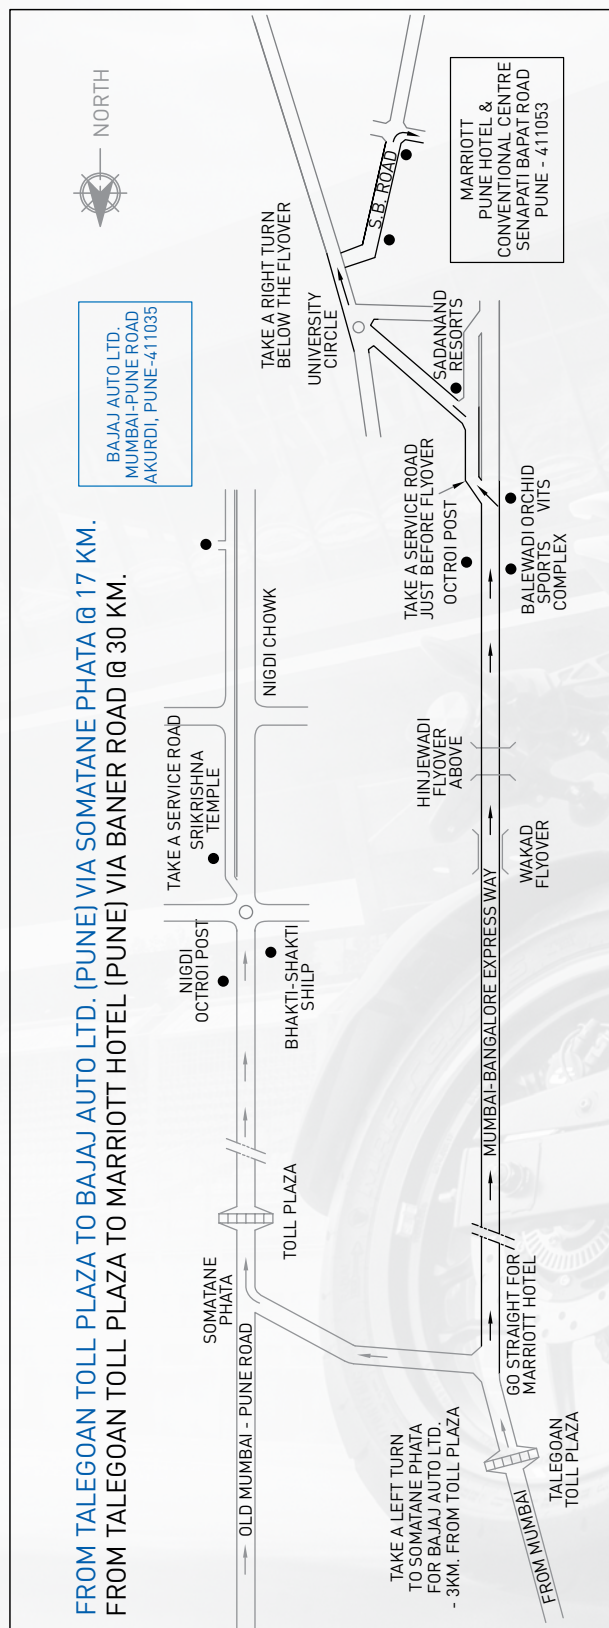 FROM TALEGOAN TOLL PLAZA TO BAJAJ AUTO LTD. (PUNE) VIA SOMATANE PHATA @ 17 KM.
FROM TALEGOAN TOLL PLAZA TO MARRIOTT HOTEL (PUNE) VIA BANER ROAD @ 30 KM.
BAJAJ AUTO LTD.
MUMBAI-PUNE ROAD
AKURDI, PUNE-411035
NORTH
TAKE A SERVICE ROAD
SRIKRISHNA
TEMPLE
NIGDI
OCTROI POST
SOMATANE
PHATA
OLD MUMBAI - PUNE ROAD
TOLL PLAZA
BHAKTI-SHAKTI
SHILP
NIGDI CHOWK
TAKE A RIGHT TURN
BELOW THE FLYOVER
UNIVERSITY
CIRCLE
S.B. ROAD
TAKE A LEFT TURN
TO SOMATANE PHATA
FOR BAJAJ AUTO LTD.
- 3KM. FROM TOLL PLAZA
HINJEWADI
FLYOVER
ABOVE
TAKE A SERVICE ROAD
JUST BEFORE FLYOVER
OCTROI POST
SADANAND
RESORTS
MARRIOTT
PUNE HOTEL &
CONVENTIONAL CENTRE
SENAPATI BAPAT ROAD
PUNE - 411053
FROM MUMBAI
TALEGOAN
TOLL PLAZA
GO STRAIGHT FOR
MARRIOTT HOTEL
MUMBAI-BANGALORE EXPRESS WAY
WAKAD
FLYOVER
BALEWADI
SPORTS
COMPLEX
ORCHID
VITS